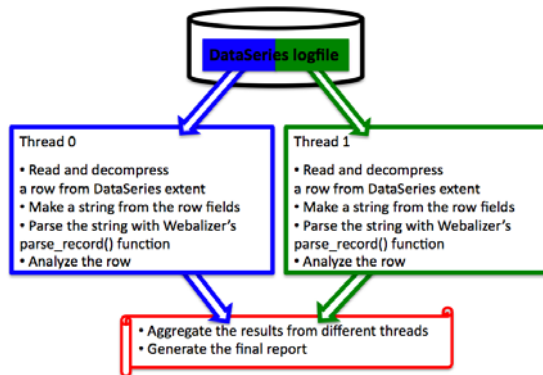 DataSeries logfile
Thread 0
• Read and decompress
a row from DataSeries extent
• Make a string from the row fields
• Parse the string with Webalizer's
parse_record() function
• Analyze the row
Thread 1
• Read and decompress
a row from DataSeries extent
• Make a string from the row fields
• Parse the string with Webalizer's
parse_record() function
• Analyze the row
• Aggregate the results from different threads
• Generate the final report